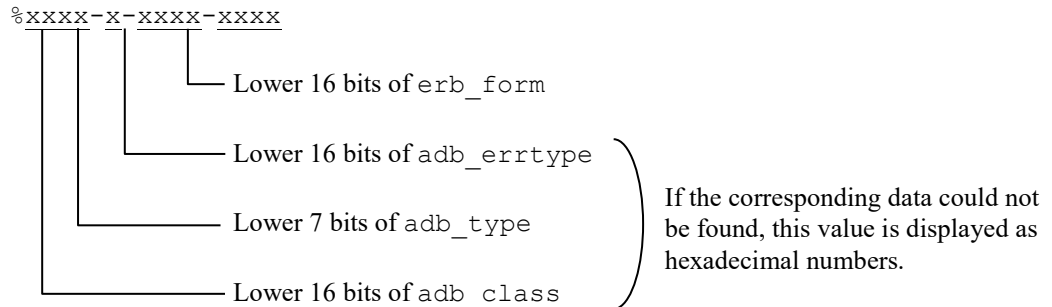 %xxxx-x-xxxx-xxxx
Lower 16 bits of erb_form
Lower 16 bits of adb_errtype
Lower 7 bits of adb_type
Lower 16 bits of adb_class
If the corresponding data could not
be found, this value is displayed as
hexadecimal numbers.